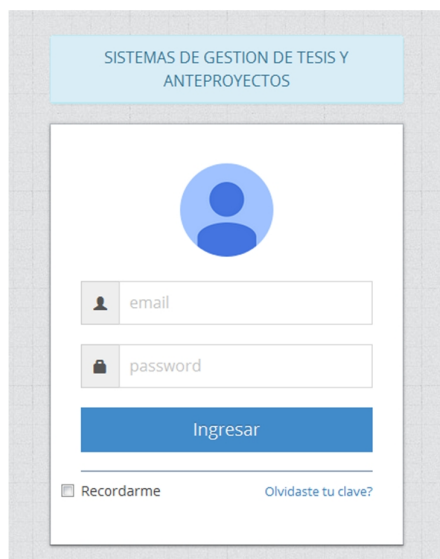 SISTEMAS DE GESTION DE TESIS Y
ANTEPROYECTOS
email
password
Ingresar
Recordarme Olvidaste tu clave?